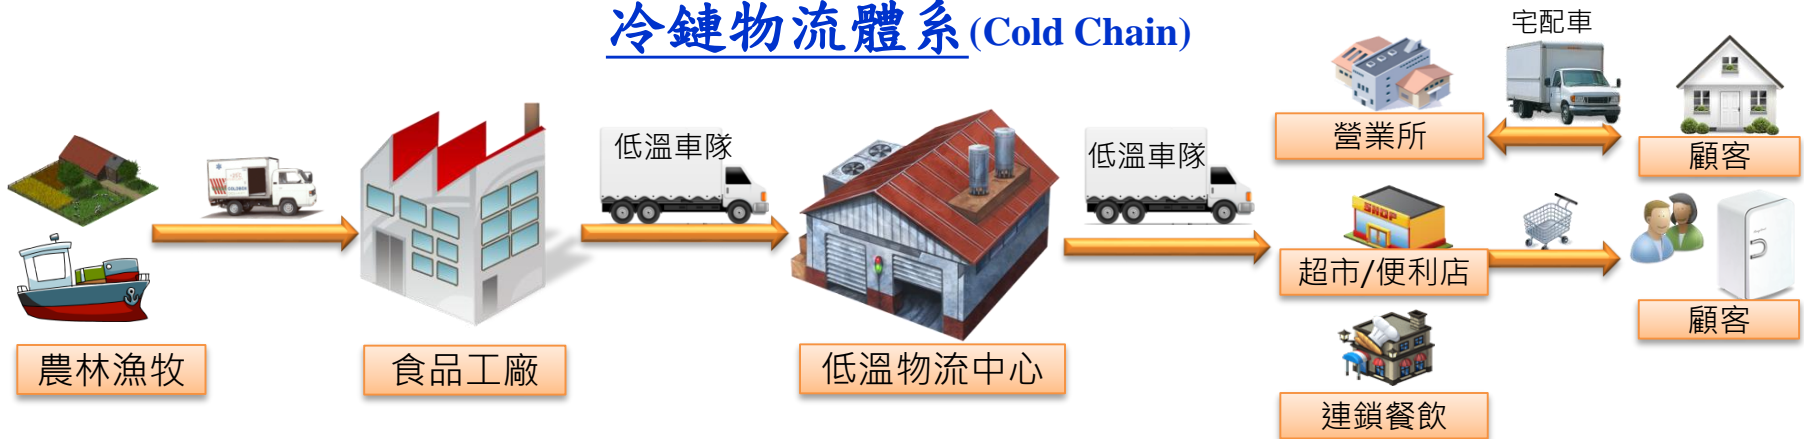 冷鏈物流體系(Cold Chain)
宅配車
營業所
顧客
低溫車隊
低溫車隊
SHOP
超市/便利店
顧客
農林漁牧
食品工廠
低溫物流中心
連鎖餐飲